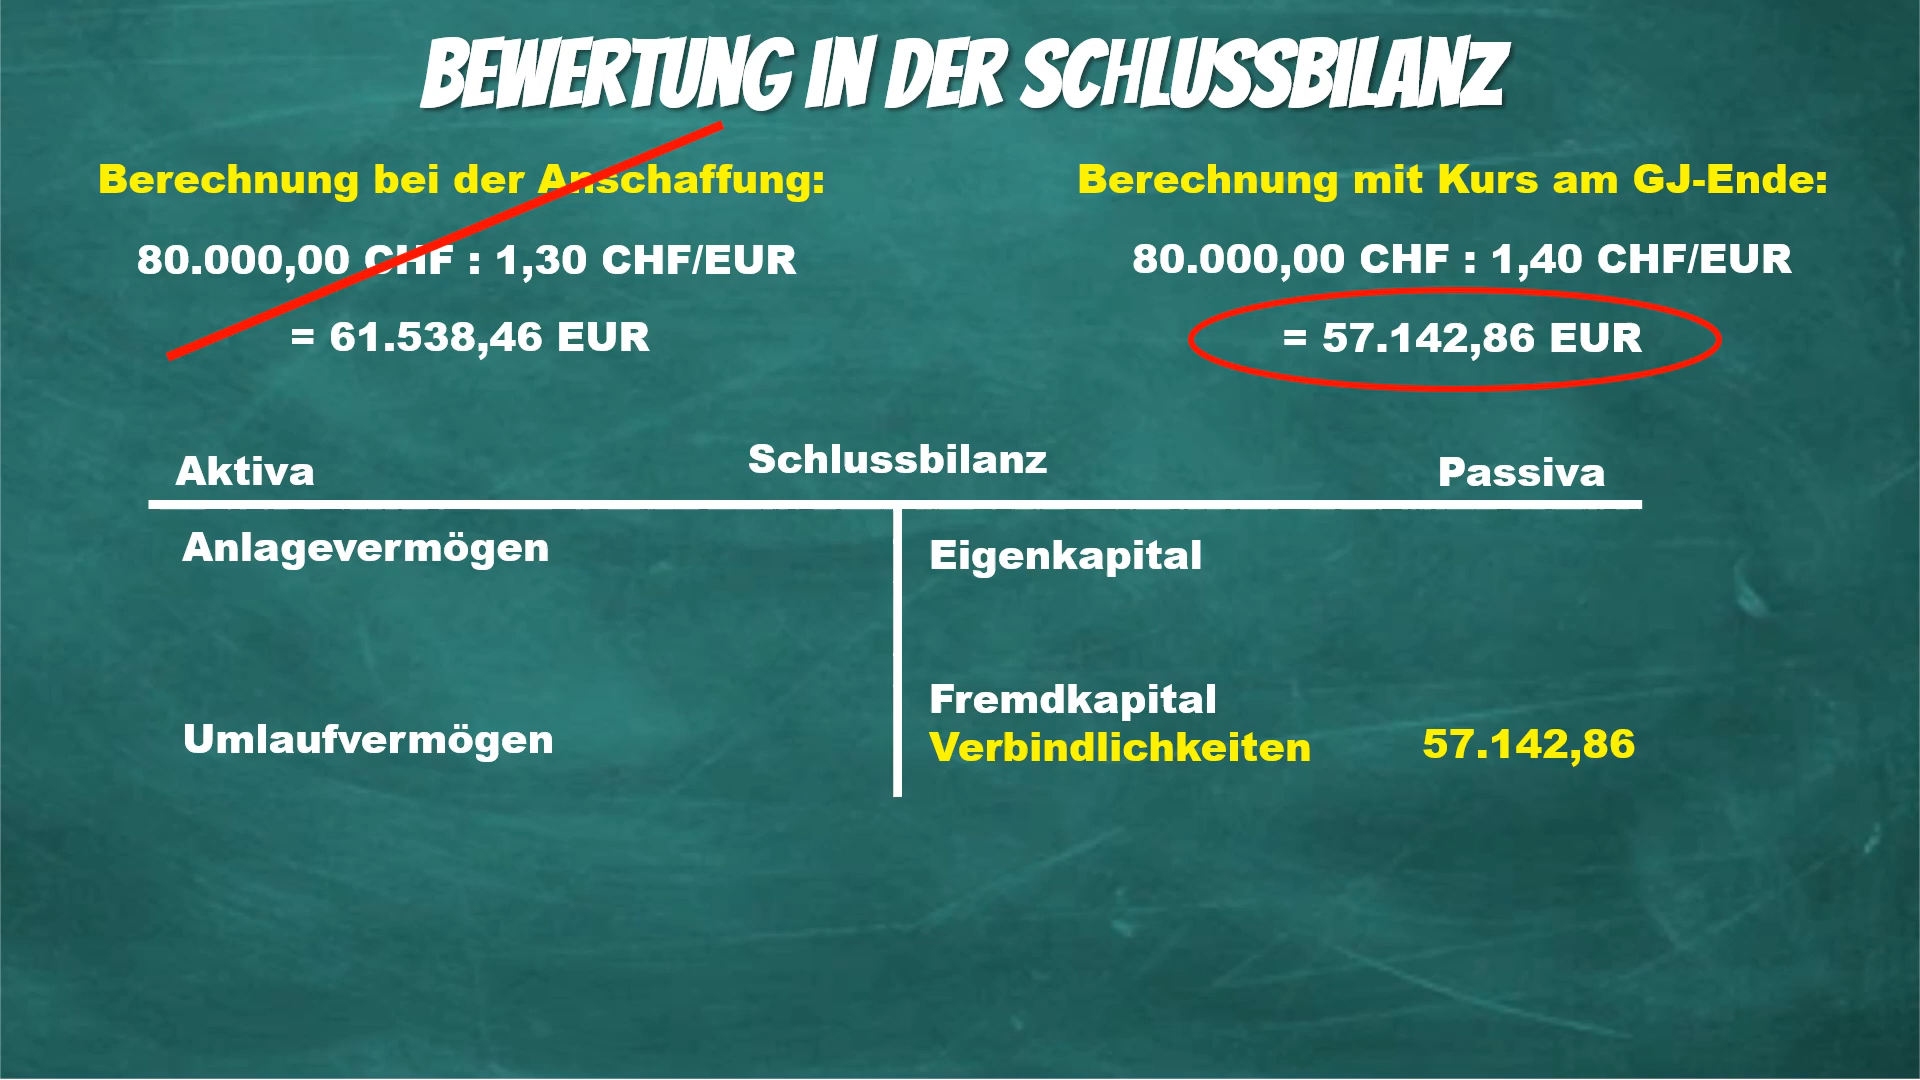 BEWERTUNG IN DER SCHLUSSBILANZ
Berechnung bei der Anschaffung:
80.000,00 CHF : 1,30 CHF/EUR
= 61.538,46 EUR
Berechnung mit Kurs am GJ-Ende:
80.000,00 CHF : 1,40 CHF/EUR
= 57.142,86 EUR
Aktiva
Schlussbilanz
Passiva
Anlagevermögen
Umlaufvermögen
Eigenkapital
Fremdkapital
Verbindlichkeiten 57.142,86